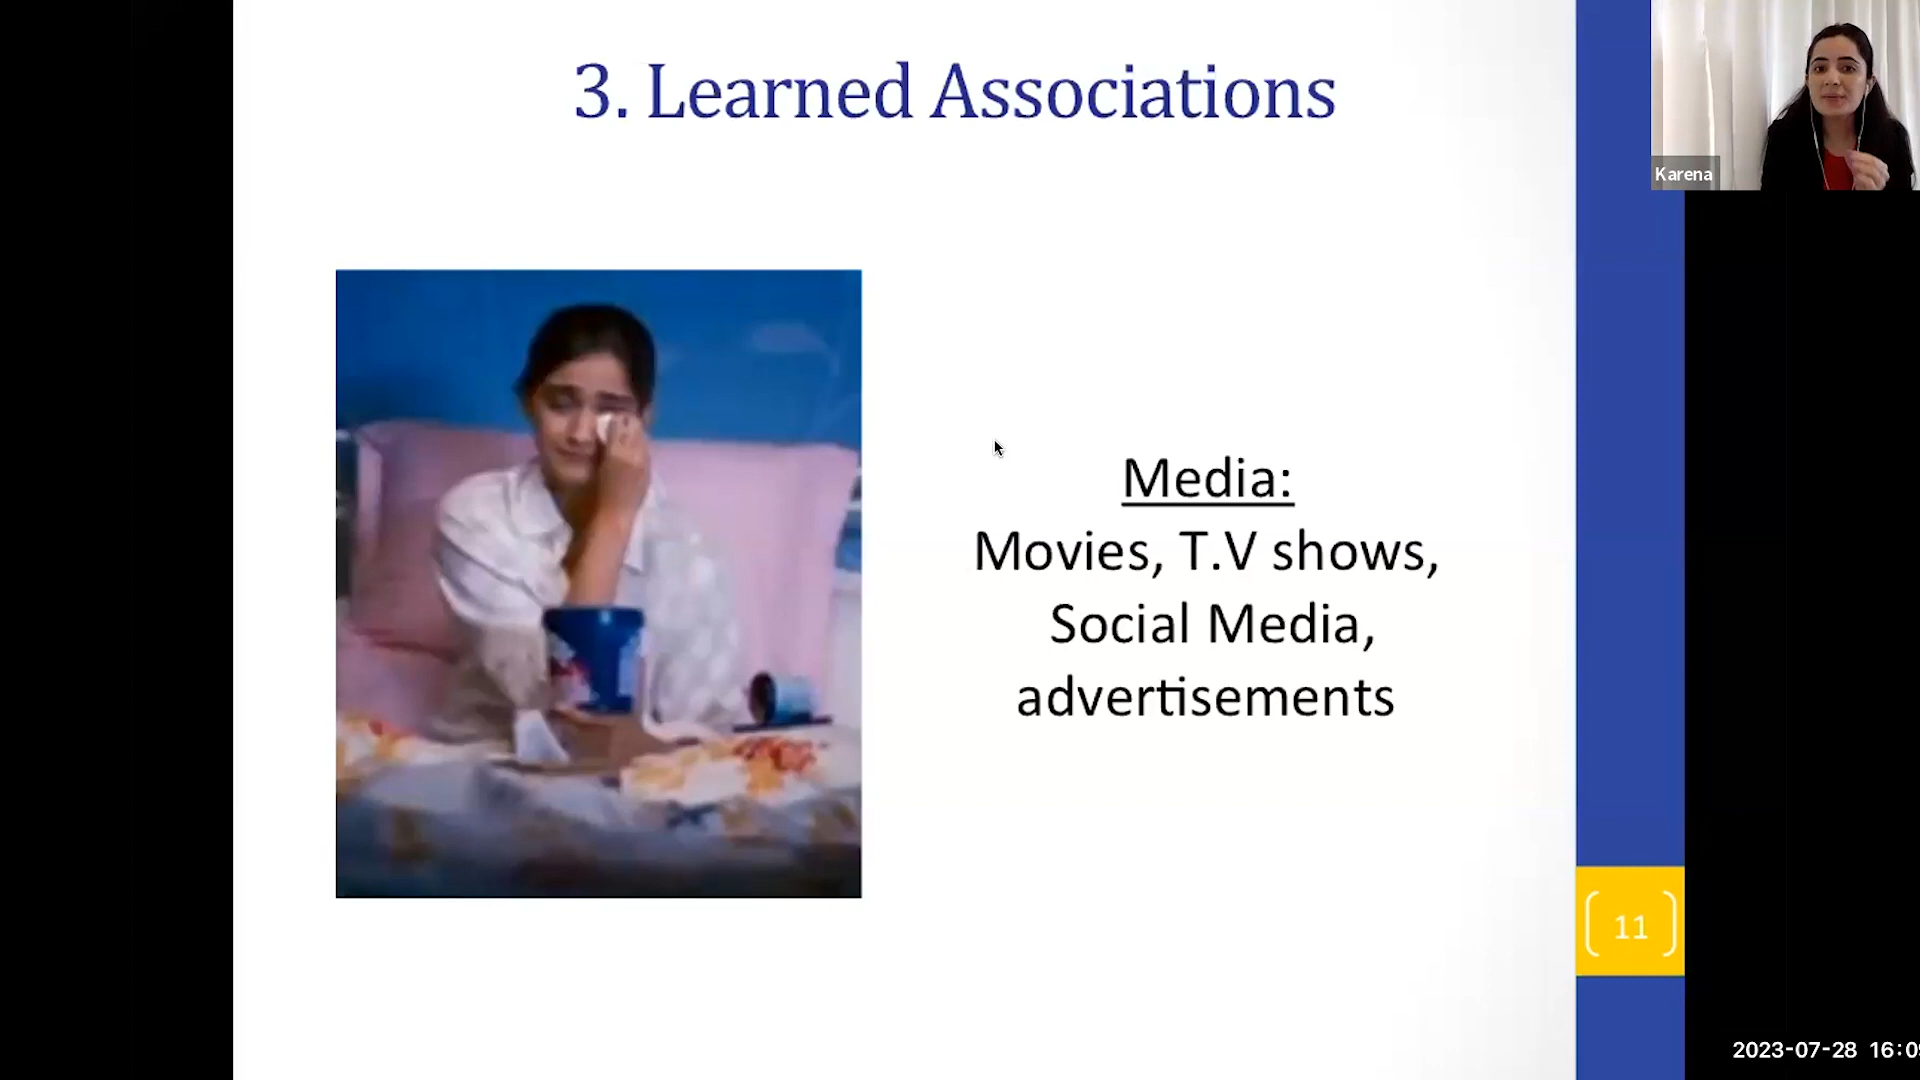 3. Learned Associations
Karena
Media:
Movies, T.V shows,
Social Media,
advertisements
11
2023-07-28 16:0